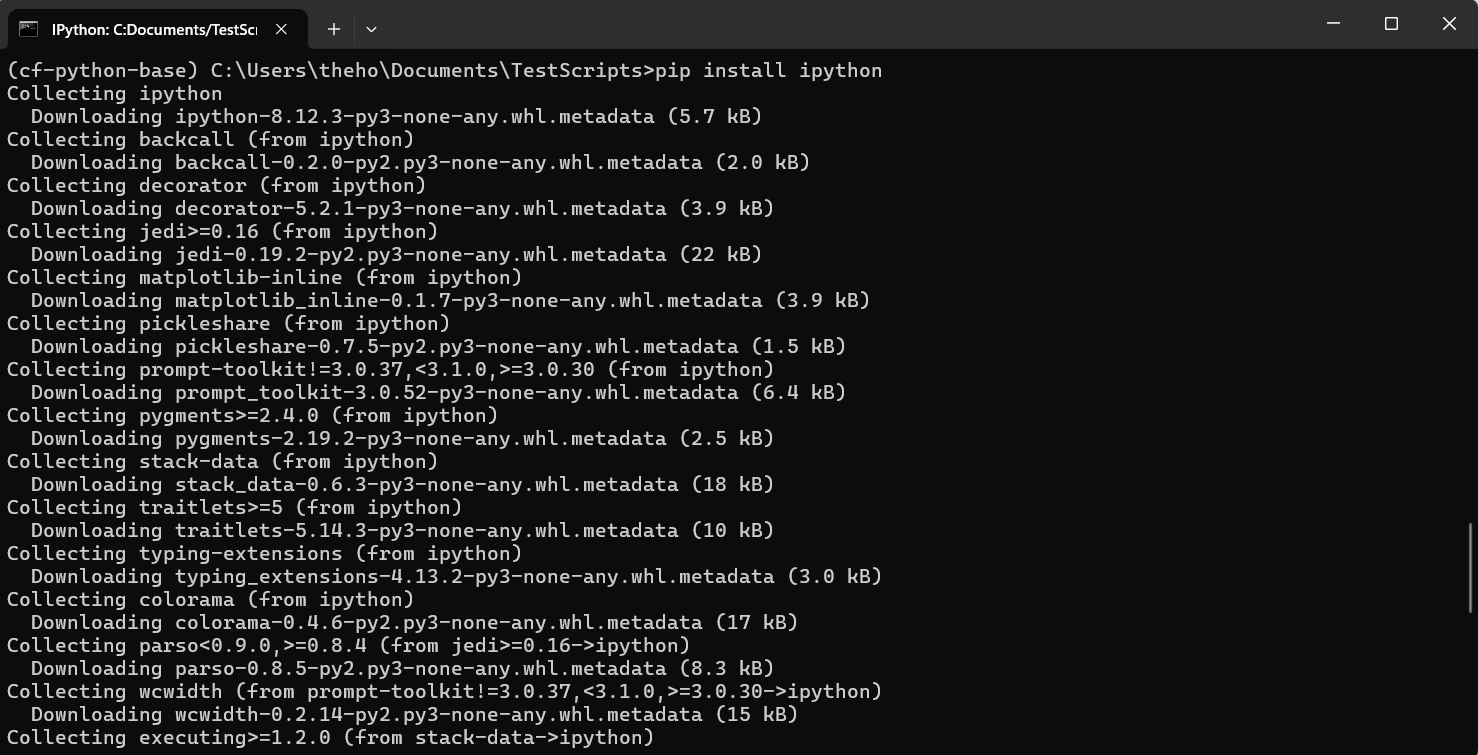 IPython: C:Documents/TestScr
(cf-python-base) C:\Users\theho\Documents\TestScripts>pip install ipython
Collecting ipython
  Downloading ipython-8.12.3-py3-none-any.whl.metadata (5.7 kB)
Collecting backcall (from ipython)
  Downloading backcall-0.2.0-py2.py3-none-any.whl.metadata (2.0 kB)
Collecting decorator (from ipython)
  Downloading decorator-5.2.1-py3-none-any.whl.metadata (3.9 kB)
Collecting jedi>=0.16 (from ipython)
  Downloading jedi-0.19.2-py2.py3-none-any.whl.metadata (22 kB)
Collecting matplotlib-inline (from ipython)
  Downloading matplotlib_inline-0.1.7-py3-none-any.whl.metadata (3.9 kB)
Collecting pickleshare (from ipython)
  Downloading pickleshare-0.7.5-py2.py3-none-any.whl.metadata (1.5 kB)
Collecting prompt-toolkit!=3.0.37,<3.1.0,>=3.0.30 (from ipython)
  Downloading prompt_toolkit-3.0.52-py3-none-any.whl.metadata (6.4 kB)
Collecting pygments>=2.4.0 (from ipython)
  Downloading pygments-2.19.2-py3-none-any.whl.metadata (2.5 kB)
Collecting stack-data (from ipython)
  Downloading stack_data-0.6.3-py3-none-any.whl.metadata (18 kB)
Collecting traitlets>=5 (from ipython)
  Downloading traitlets-5.14.3-py3-none-any.whl.metadata (10 kB)
Collecting typing-extensions (from ipython)
  Downloading typing_extensions-4.13.2-py3-none-any.whl.metadata (3.0 kB)
Collecting colorama (from ipython)
  Downloading colorama-0.4.6-py2.py3-none-any.whl.metadata (17 kB)
Collecting parso<0.9.0,>=0.8.4 (from jedi>=0.16->ipython)
  Downloading parso-0.8.5-py2.py3-none-any.whl.metadata (8.3 kB)
Collecting wcwidth (from prompt-toolkit!=3.0.37,<3.1.0,>=3.0.30->ipython)
  Downloading wcwidth-0.2.14-py2.py3-none-any.whl.metadata (15 kB)
Collecting executing>=1.2.0 (from stack-data->ipython)